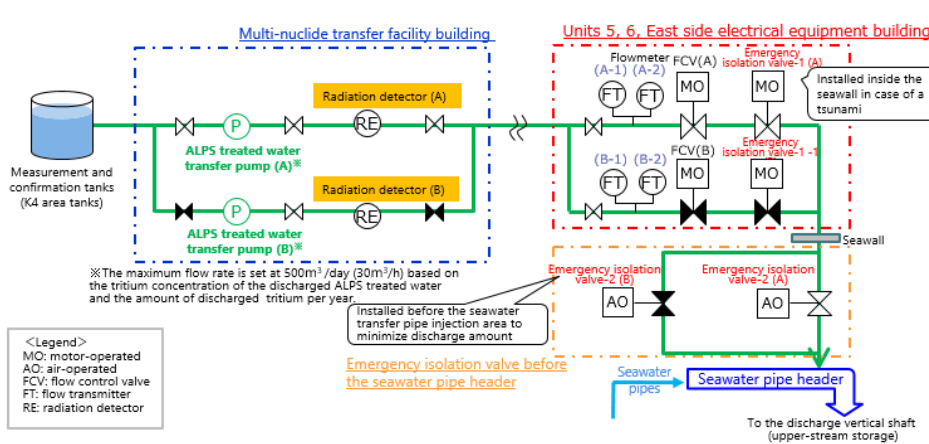 Multi-nuclide transfer facility building
Units 5, 6, East side electrical equipment building
Radiation detector (A)
P
RE
ALPS treated water
transfer pump (A)※
Radiation detector (B)
P
RE
ALPS treated water
transfer pump (B)※
Measurement and
confirmation tanks
(K4 area tanks)
※The maximum flow rate is set at 500m³ /day (30m³/h) based on
the tritium concentration of the discharged ALPS treated water
and the amount of discharged tritium per year.
Flowmeter
(A-1) (A-2)
FT
FT
FCV(A)
MO
Emergency
isolation valve-1 (A)
MO
Installed inside the
seawall in case of a
tsunami
(B-1) (B-2)
FT
FT
FCV(B)
MO
Emergency
isolation valve-1 -1
MO
Seawall
Emergency isolation
valve-2 (B)
AO
Emergency isolation
valve-2 (A)
AO
Installed before the seawater
transfer pipe injection area to
minimize discharge amount
Emergency isolation valve before
the seawater pipe header
Seawater
pipes
Seawater pipe header
To the discharge vertical shaft
(upper-stream storage)
<Legend>
MO: motor-operated
AO: air-operated
FCV: flow control valve
FT: flow transmitter
RE: radiation detector